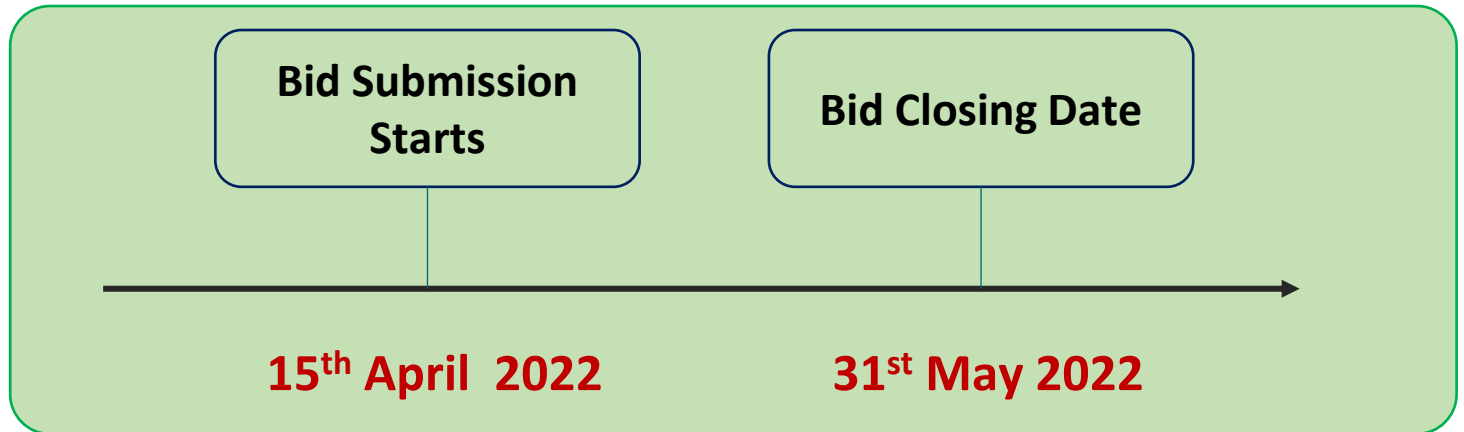 Bid Submission
Starts
Bid Closing Date
15th April 2022
31st May 2022